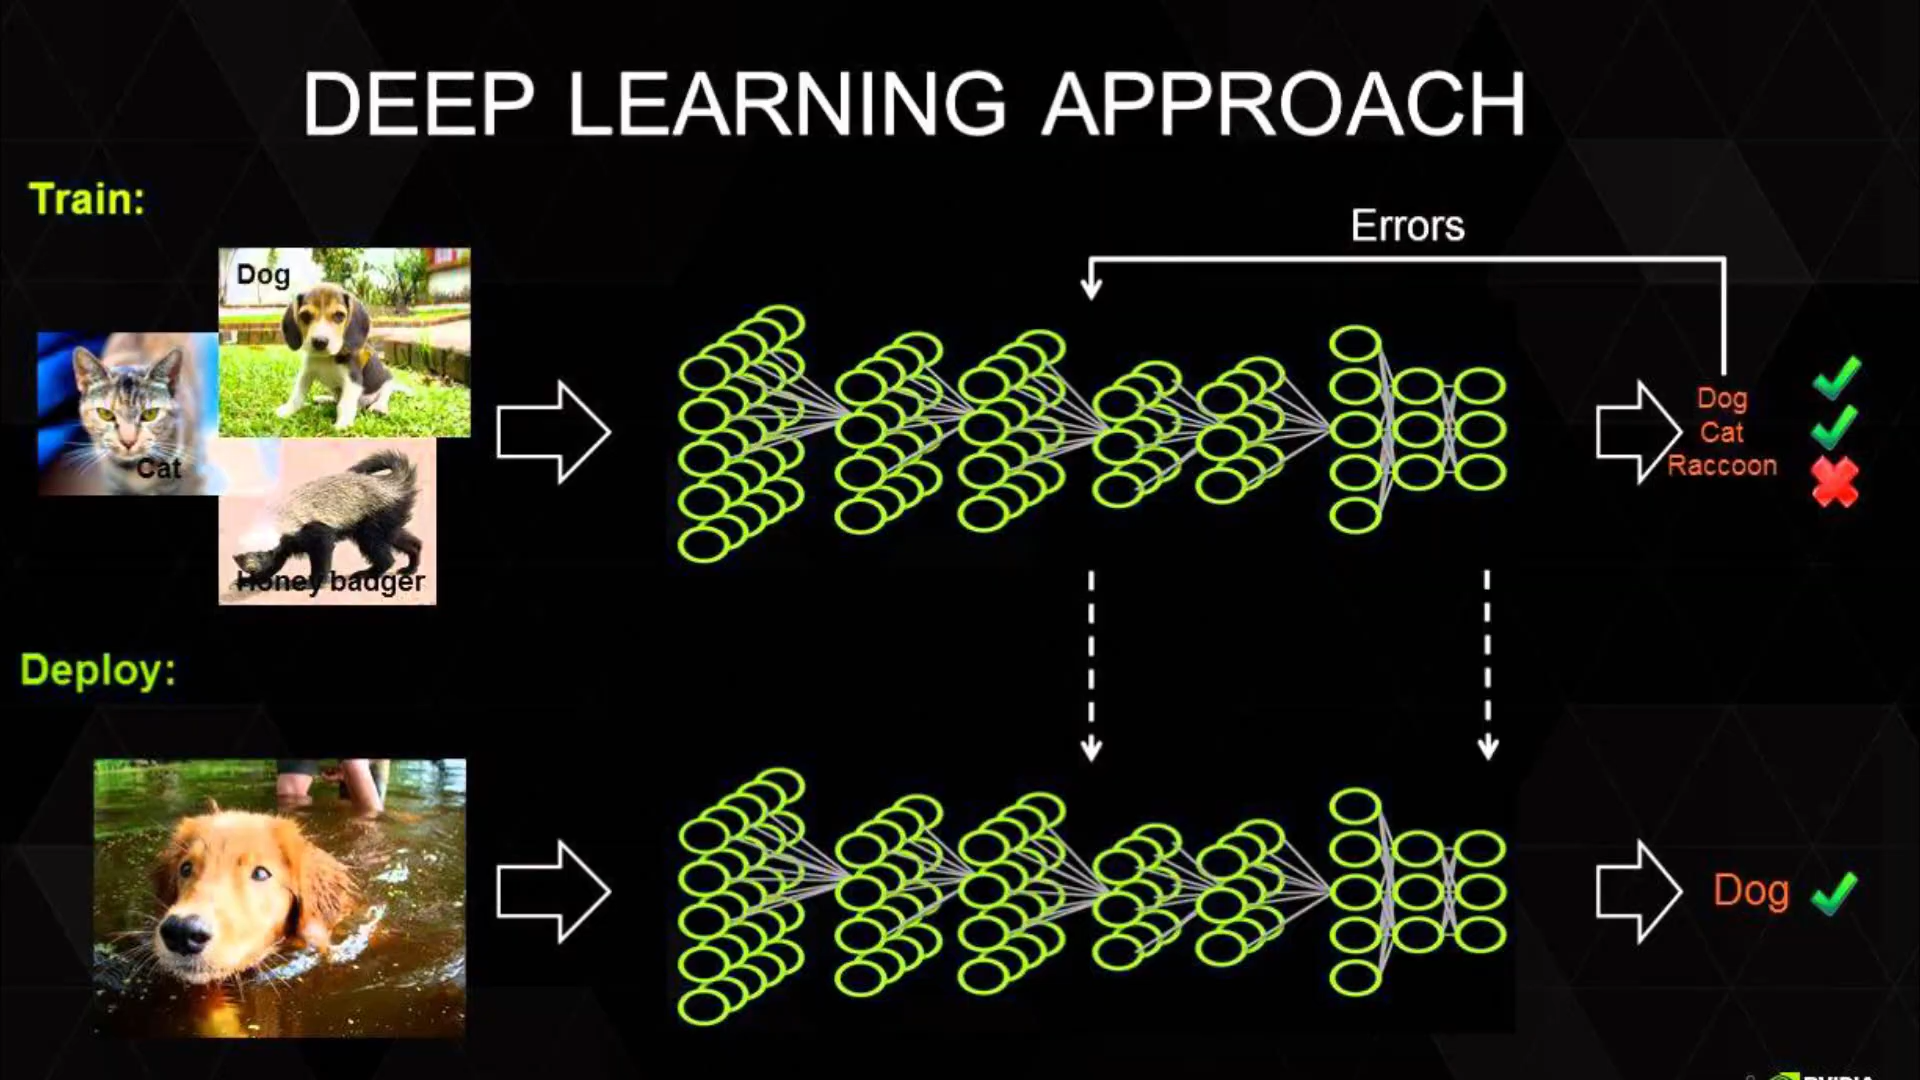 DEEP LEARNING APPROACH
Train:
Errors
Dog
Cat
Honey badger
Dog
Cat
Raccoon
Deploy:
Dog